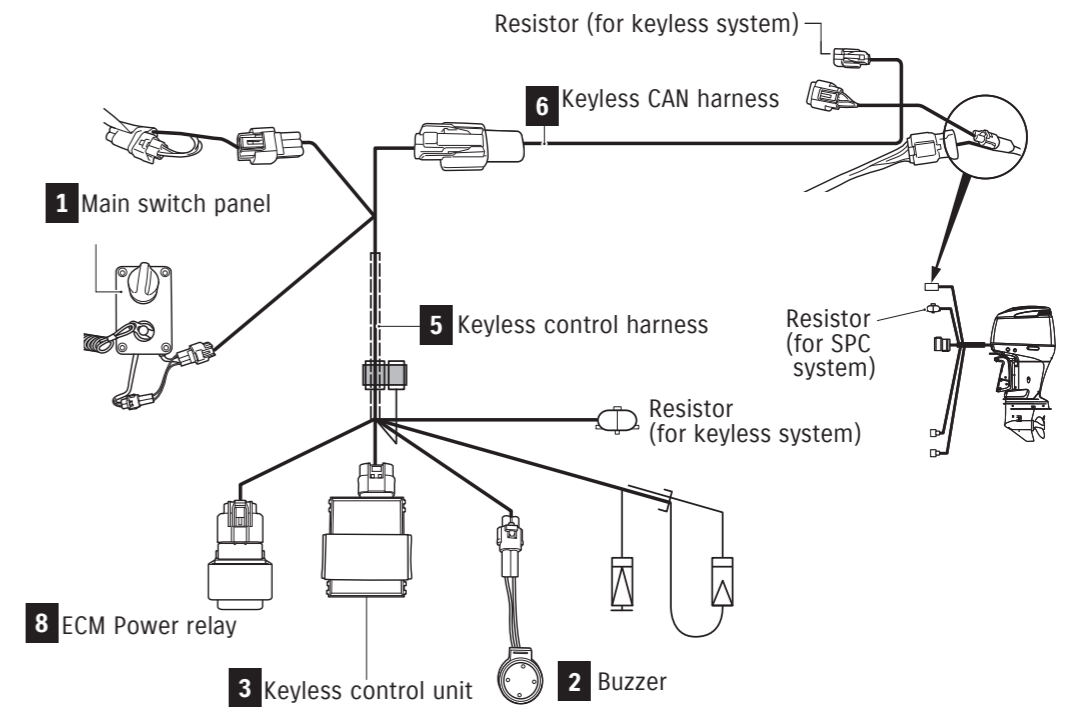 Resistor (for keyless system)
6 Keyless CAN harness
1 Main switch panel
5 Keyless control harness
Resistor
(for SPC
system)
Resistor
(for keyless system)
8 ECM Power relay
3 Keyless control unit
2 Buzzer